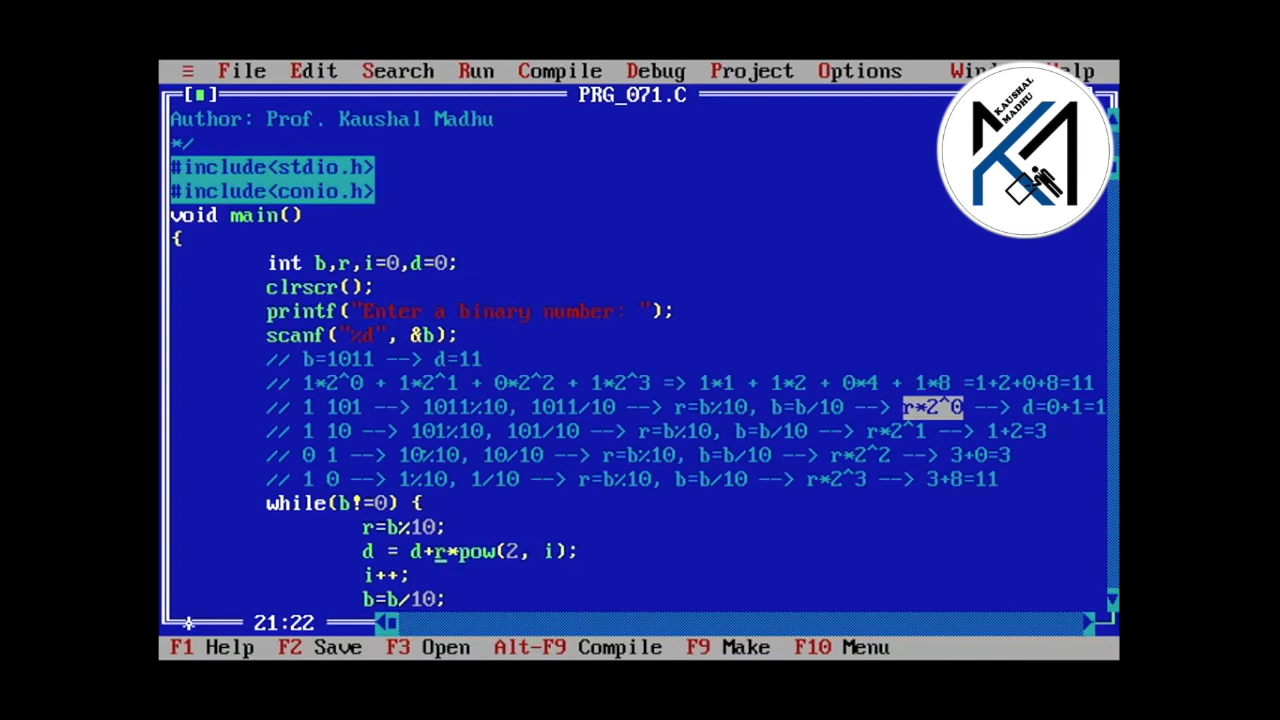 ≡ File Edit Search Run Compile Debug Project Options
[■] PRG_071.C
KAUSHAL
MADHU
Author: Prof. Kaushal Madhu
*/
#include<stdio.h>
#include<conio.h>
void main()
{
int b,r,i=0,d=0;
clrscr();
printf("Enter a binary number: ");
scanf("%d", &b);
// b=1011 --> d=11
// 1*2^0 + 1*2^1 + 0*2^2 + 1*2^3 => 1*1 + 1*2 + 0*4 + 1*8 =1+2+0+8=11
// 1 101 --> 1011%10, 1011/10 --> r=b%10, b=b/10 --> r*2^0 --> d=0+1=1
// 1 10 --> 101%10, 101/10 --> r=b%10, b=b/10 --> r*2^1 --> 1+2=3
// 0 1 --> 10%10, 10/10 --> r=b%10, b=b/10 --> r*2^2 --> 3+0=3
// 1 0 --> 1%10, 1/10 --> r=b%10, b=b/10 --> r*2^3 --> 3+8=11
while(b!=0) {
r=b%10;
d = d+r*pow(2, i);
i++;
b=b/10;
21:22
F1 Help F2 Save F3 Open Alt-F9 Compile F9 Make F10 Menu